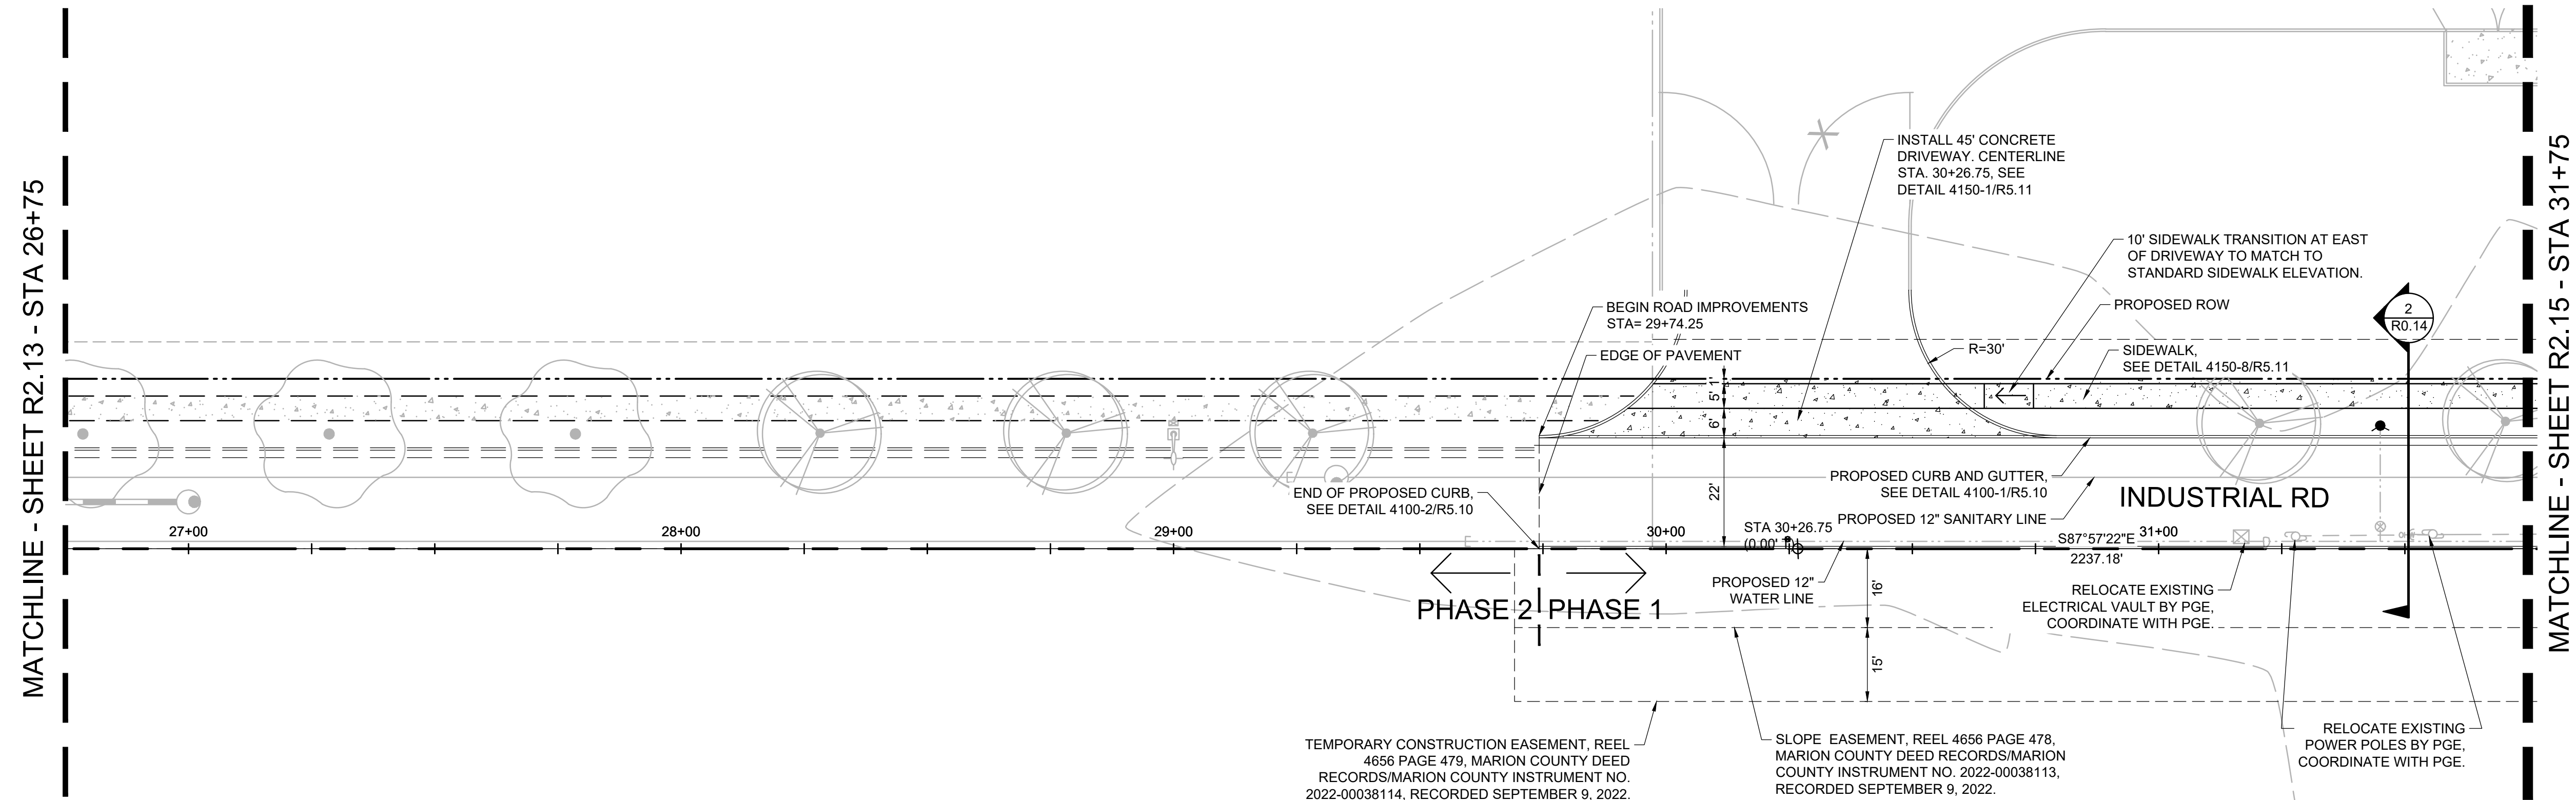 MATCHLINE - SHEET R2.13 - STA 26+75
INSTALL 45' CONCRETE
DRIVEWAY. CENTERLINE
STA. 30+26.75, SEE
DETAIL 4150-1/R5.11
10' SIDEWALK TRANSITION AT EAST
OF DRIVEWAY TO MATCH TO
STANDARD SIDEWALK ELEVATION.
PROPOSED ROW
2
R0.14
BEGIN ROAD IMPROVEMENTS
STA= 29+74.25
EDGE OF PAVEMENT
R=30'
SIDEWALK,
SEE DETAIL 4150-8/R5.11
1'
5'
6'
22'
PROPOSED CURB AND GUTTER,
SEE DETAIL 4100-1/R5.10
INDUSTRIAL RD
END OF PROPOSED CURB,
SEE DETAIL 4100-2/R5.10
PROPOSED 12" SANITARY LINE
27+00
28+00
29+00
30+00
STA 30+26.75
(0.00'
S87°57'22"E
2237.18'
31+00
PHASE 2
PHASE 1
PROPOSED 12"
WATER LINE
16'
15'
RELOCATE EXISTING
ELECTRICAL VAULT BY PGE,
COORDINATE WITH PGE.
RELOCATE EXISTING
POWER POLES BY PGE,
COORDINATE WITH PGE.
TEMPORARY CONSTRUCTION EASEMENT, REEL
4656 PAGE 479, MARION COUNTY DEED
RECORDS/MARION COUNTY INSTRUMENT NO.
2022-00038114, RECORDED SEPTEMBER 9, 2022.
SLOPE EASEMENT, REEL 4656 PAGE 478,
MARION COUNTY DEED RECORDS/MARION
COUNTY INSTRUMENT NO. 2022-00038113,
RECORDED SEPTEMBER 9, 2022.
MATCHLINE - SHEET R2.15 - STA 31+75